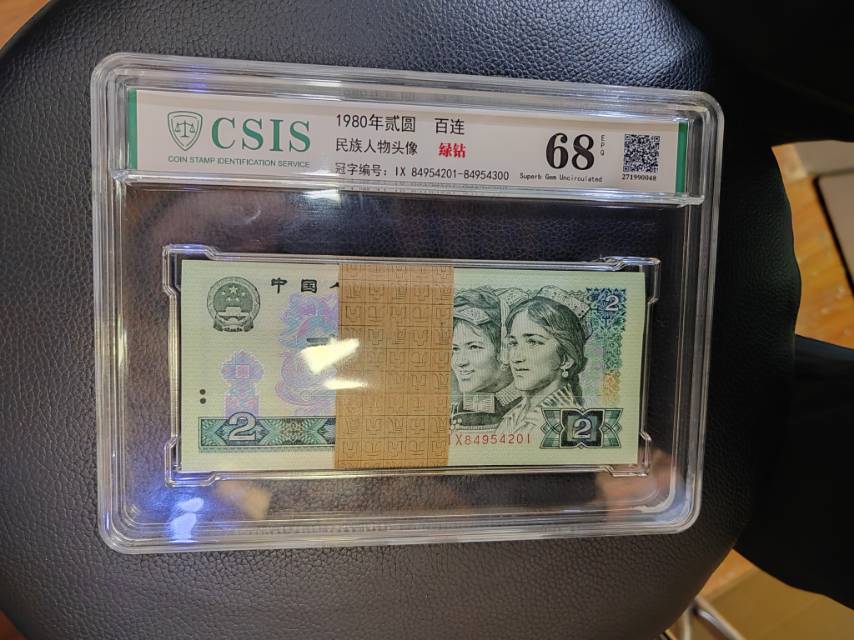 CSIS
COIN STAMP IDENTIFICATION SERVICE
1980年贰圆 百连
民族人物头像 绿钻
冠字编号: IX 84954201-84954300
68
EPQ
Superb Gem Uncirculated
271990048
中国人
2
2
IX84954201
2